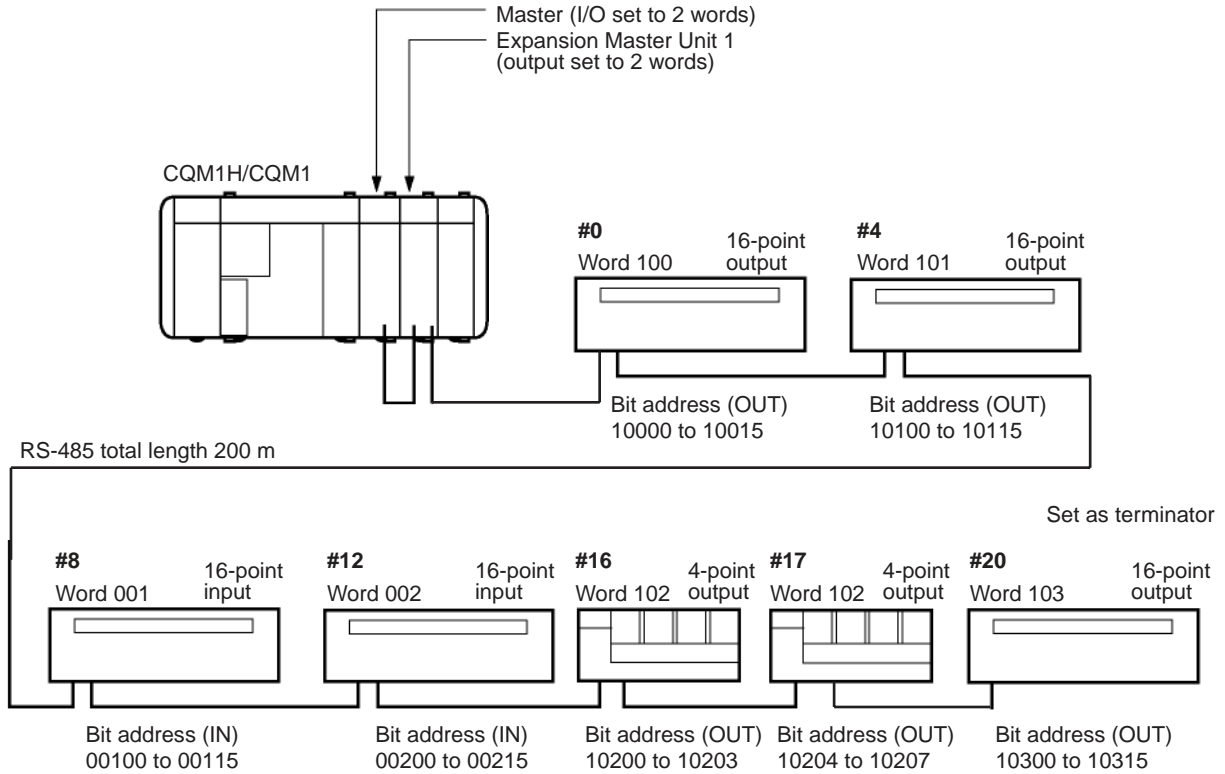 Master (I/O set to 2 words)
Expansion Master Unit 1
(output set to 2 words)
CQM1H/CQM1
#0
Word 100
16-point
output
#4
Word 101
16-point
output
Bit address (OUT)
10000 to 10015
Bit address (OUT)
10100 to 10115
RS-485 total length 200 m
Set as terminator
#8
Word 001
16-point
input
#12
Word 002
16-point
input
#16
Word 102
4-point
output
#17
Word 102
4-point
output
#20
Word 103
16-point
output
Bit address (IN)
00100 to 00115
Bit address (IN)
00200 to 00215
Bit address (OUT)
10200 to 10203
Bit address (OUT)
10204 to 10207
Bit address (OUT)
10300 to 10315